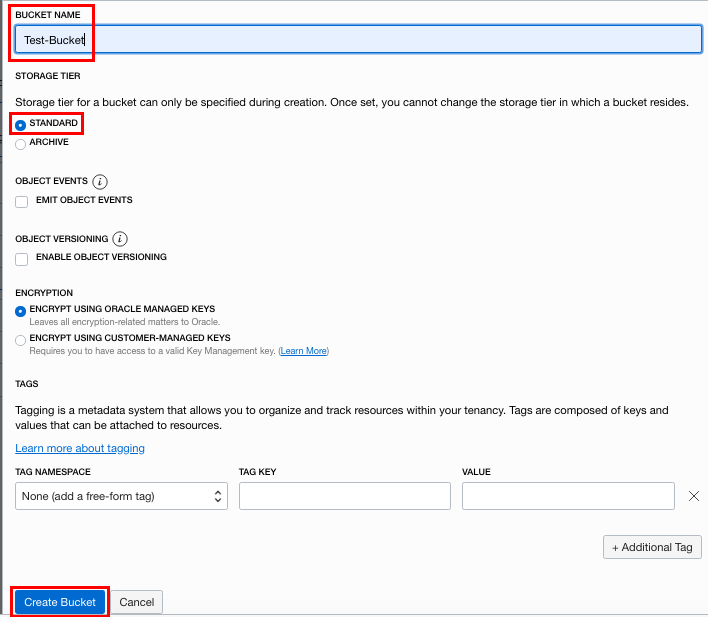 BUCKET NAME
Test-Bucket
STORAGE TIER
Storage tier for a bucket can only be specified during creation. Once set, you cannot change the storage tier in which a bucket resides.
STANDARD
ARCHIVE
OBJECT EVENTS i
EMIT OBJECT EVENTS
OBJECT VERSIONING i
ENABLE OBJECT VERSIONING
ENCRYPTION
ENCRYPT USING ORACLE MANAGED KEYS
Leaves all encryption-related matters to Oracle.
ENCRYPT USING CUSTOMER-MANAGED KEYS
Requires you to have access to a valid Key Management key. (Learn More)
TAGS
Tagging is a metadata system that allows you to organize and track resources within your tenancy. Tags are composed of keys and
values that can be attached to resources.
Learn more about tagging
TAG NAMESPACE TAG KEY VALUE
None (add a free-form tag)
+ Additional Tag
Create Bucket Cancel